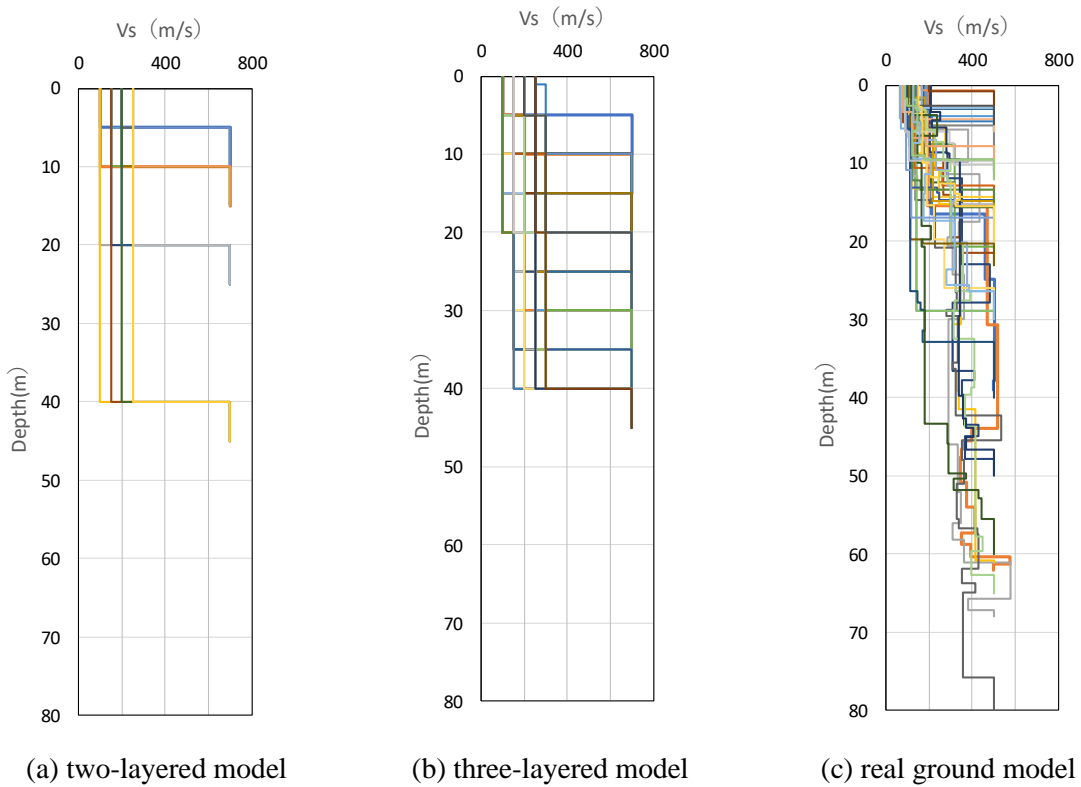 Vs （m/s）
0 400 800
0
10
20
30
40
50
60
70
80
Depth(m)
(a) two-layered model
Vs （m/s）
0 400 800
0
10
20
30
40
50
60
70
80
Depth(m)
(b) three-layered model
Vs （m/s）
0 400 800
0
10
20
30
40
50
60
70
80
Depth(m)
(c) real ground model